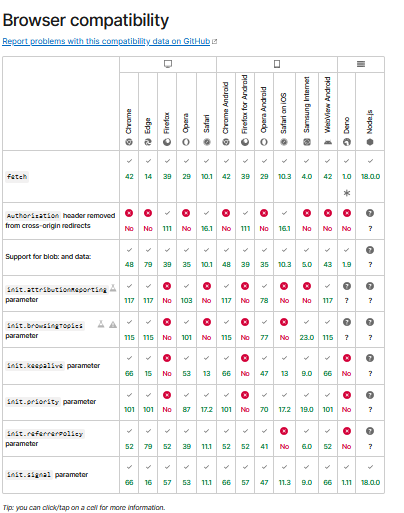 Browser compatibility
Report problems with this compatibility data on GitHub
Chrome Edge Firefox Opera Safari Chrome Android Firefox for Android Opera Android Safari on iOS Samsung Internet WebView Android Deno Node.js
fetch 42 14 39 29 10.1 42 39 29 10.3 4.0 42 1.0 18.0.0
*
Authorization header removed from cross-origin redirects No No 111 No 16.1 No 111 No 16.1 No No No ?
Support for blob: and data: 48 79 39 35 10.1 48 39 35 10.3 5.0 43 1.9 ?
init.attributionReporting parameter 117 117 No 103 No 117 No 78 No No 117 ? ?
init.browsingTopics parameter 115 115 No 101 No 115 No 77 No 23.0 115 ? ?
init.keepalive parameter 66 15 No 53 13 66 No 47 13 9.0 66 No ?
init.priority parameter 101 101 No 87 17.2 101 No 70 17.2 19.0 101 No ?
init.referrerPolicy parameter 52 79 52 39 11.1 52 52 41 No 6.0 52 No ?
init.signal parameter 66 16 57 53 11.1 66 57 47 11.3 9.0 66 1.11 18.0.0
Tip: you can click/tap on a cell for more information.